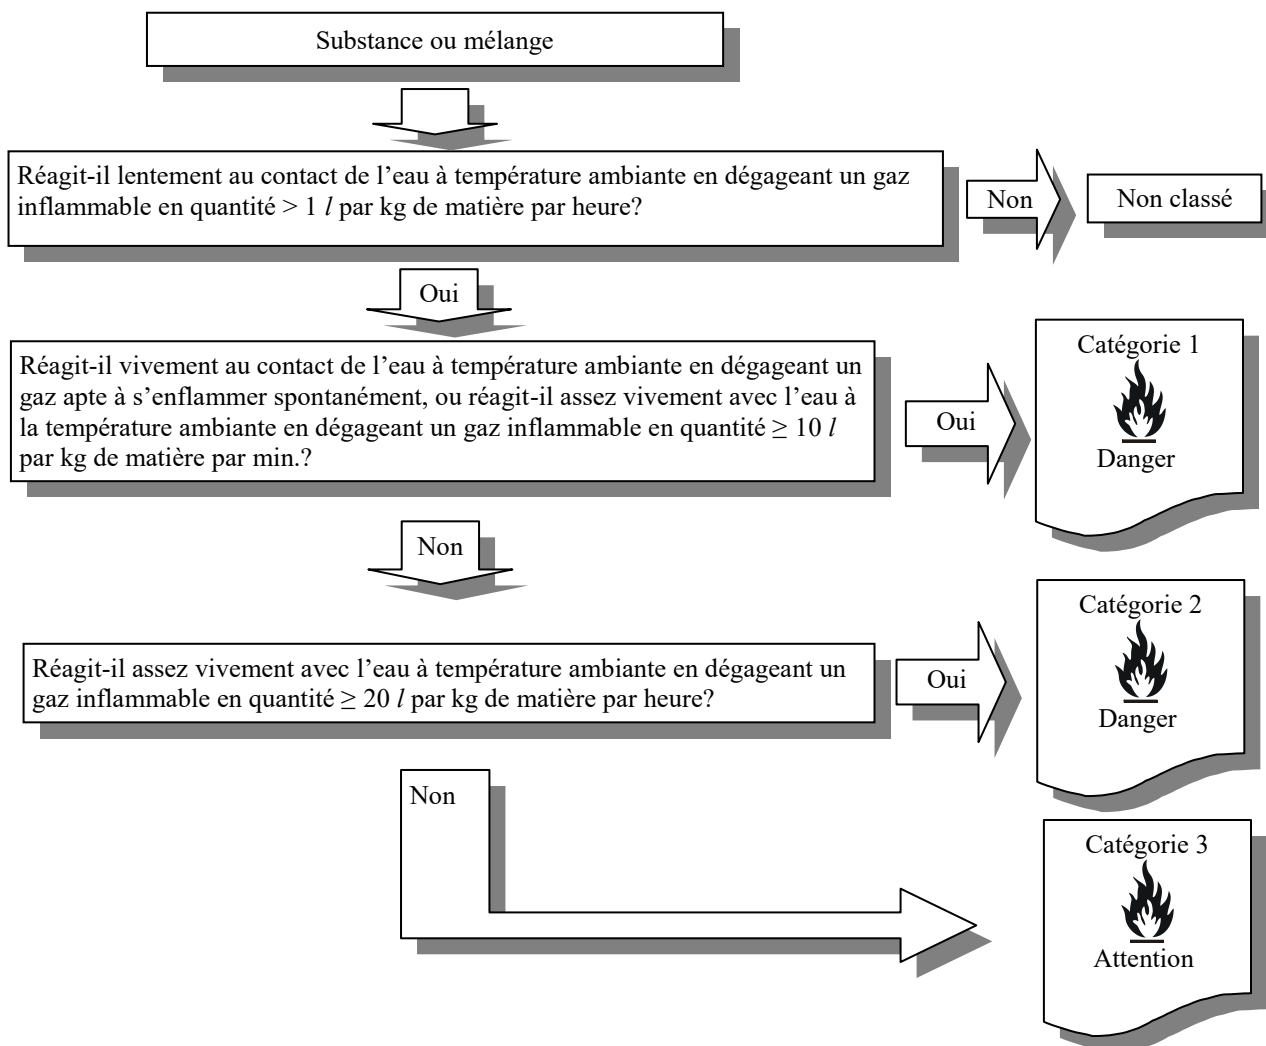 Substance ou mélange
Réagit-il lentement au contact de l’eau à température ambiante en dégageant un gaz
inflammable en quantité > 1 l par kg de matière par heure?
Non
Non classé
Oui
Réagit-il vivement au contact de l’eau à température ambiante en dégageant un
gaz apte à s’enflammer spontanément, ou réagit-il assez vivement avec l’eau à
la température ambiante en dégageant un gaz inflammable en quantité ≥ 10 l
par kg de matière par min.?
Oui
Catégorie 1
Danger
Non
Réagit-il assez vivement avec l’eau à température ambiante en dégageant un
gaz inflammable en quantité ≥ 20 l par kg de matière par heure?
Oui
Catégorie 2
Danger
Non
Catégorie 3
Attention